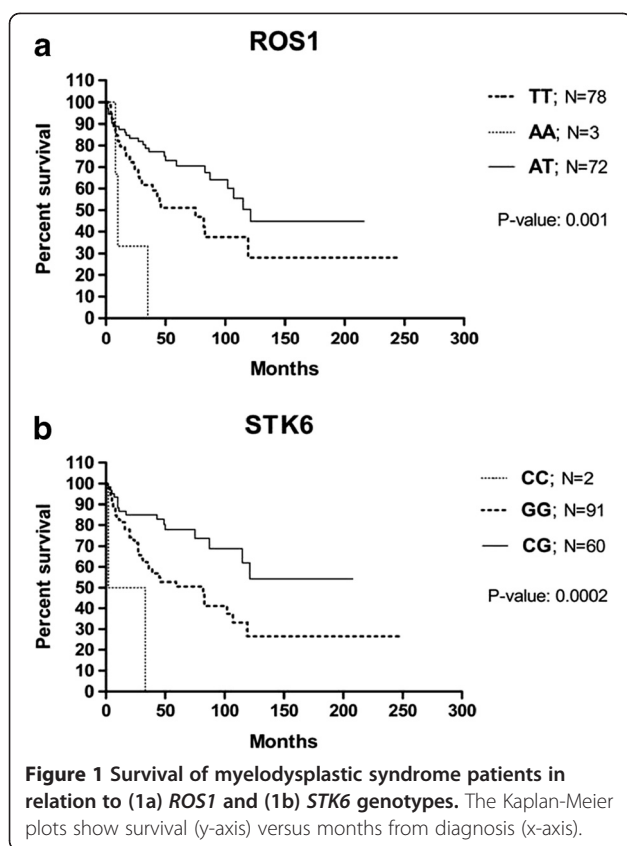 a
ROS1
110
100
90
80
70
60
50
40
30
20
10
0
Percent survival
0 50 100 150 200 250 300
Months
TT; N=78
AA; N=3
AT; N=72
P-value: 0.001
b
STK6
110
100
90
80
70
60
50
40
30
20
10
0
Percent survival
0 50 100 150 200 250 300
Months
CC; N=2
GG; N=91
CG; N=60
P-value: 0.0002
Figure 1 Survival of myelodysplastic syndrome patients in
relation to (1a) ROS1 and (1b) STK6 genotypes. The Kaplan-Meier
plots show survival (y-axis) versus months from diagnosis (x-axis).